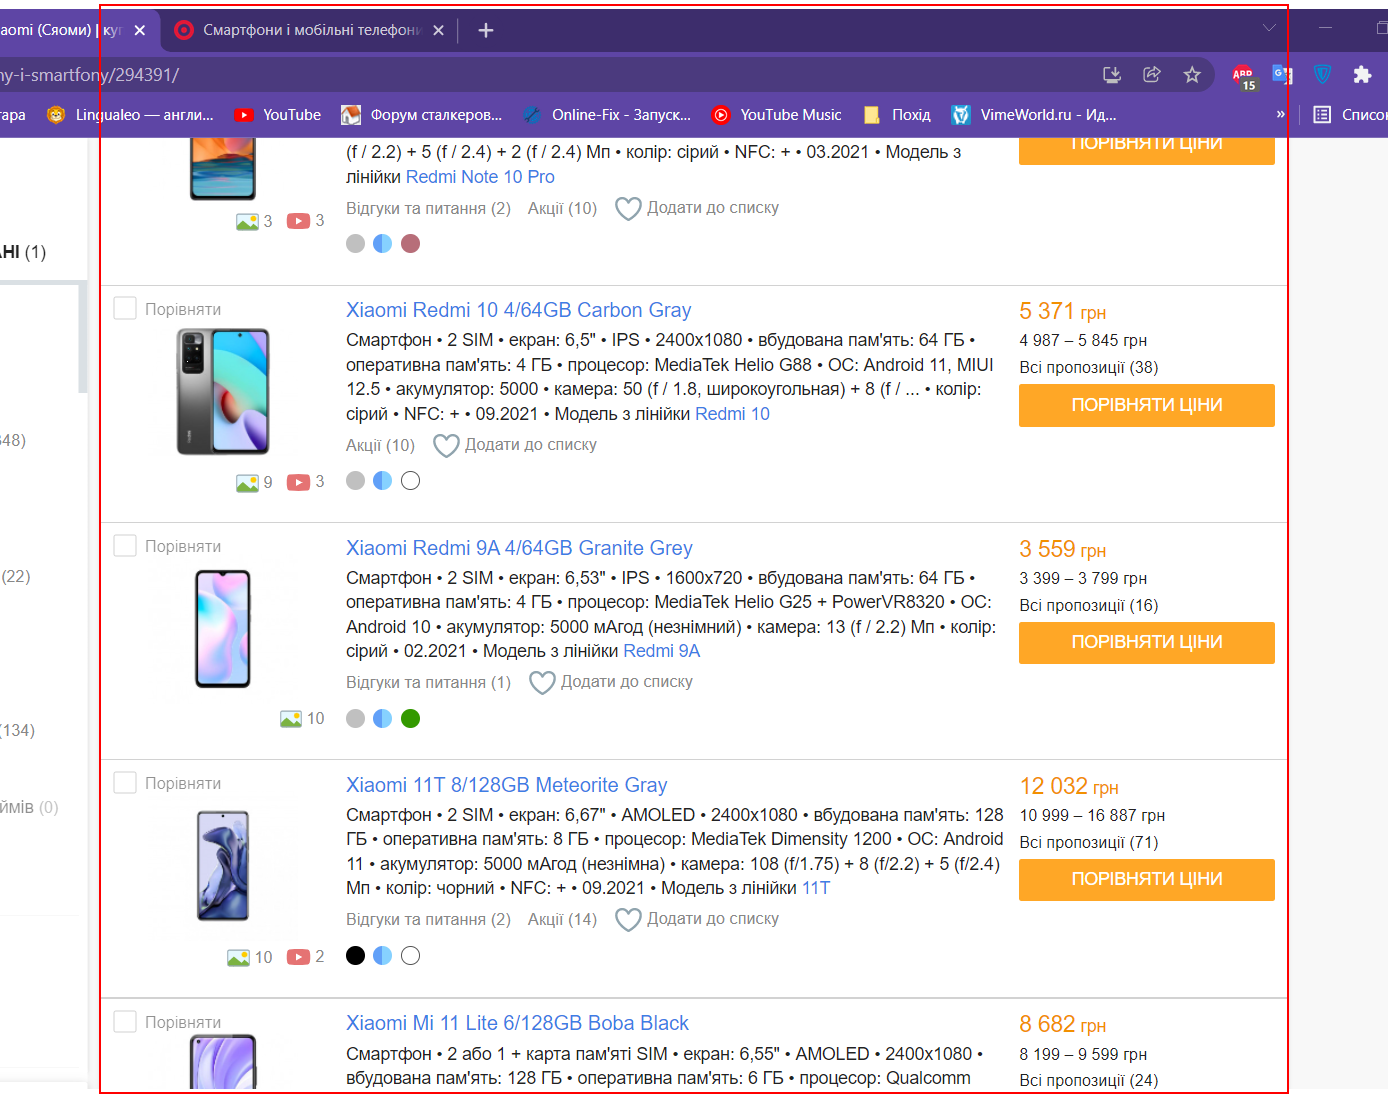 aomi (Сяоми) | куп
Смартфони і мобільні телефони
ny-i-smartfony/294391/
ABP
15
тара
Lingualeo — англи...
YouTube
Форум сталкеров...
Online-Fix - Запуск...
YouTube Music
Похід
VimeWorld.ru - Ид...
»
Список
АНІ (1)
348)
(22)
(134)
ймів (0)
(f / 2.2) + 5 (f / 2.4) + 2 (f / 2.4) Мп • колір: сірий • NFC: + • 03.2021 • Модель з
лінійки Redmi Note 10 Pro
Відгуки та питання (2) Акції (10) Додати до списку
3 3
ПОРІВНЯТИ ЦІНИ
Порівняти
Xiaomi Redmi 10 4/64GB Carbon Gray
Смартфон • 2 SIM • екран: 6,5" • IPS • 2400x1080 • вбудована пам'ять: 64 ГБ •
оперативна пам'ять: 4 ГБ • процесор: MediaTek Helio G88 • ОС: Android 11, MIUI
12.5 • акумулятор: 5000 • камера: 50 (f / 1.8, широкоугольная) + 8 (f / ... • колір:
сірий • NFC: + • 09.2021 • Модель з лінійки Redmi 10
Акції (10) Додати до списку
9 3
5 371 грн
4 987 – 5 845 грн
Всі пропозиції (38)
ПОРІВНЯТИ ЦІНИ
Порівняти
Xiaomi Redmi 9A 4/64GB Granite Grey
Смартфон • 2 SIM • екран: 6,53" • IPS • 1600x720 • вбудована пам'ять: 64 ГБ •
оперативна пам'ять: 4 ГБ • процесор: MediaTek Helio G25 + PowerVR8320 • ОС:
Android 10 • акумулятор: 5000 мАгод (незнімний) • камера: 13 (f / 2.2) Мп • колір:
сірий • 02.2021 • Модель з лінійки Redmi 9A
Відгуки та питання (1) Додати до списку
10
3 559 грн
3 399 – 3 799 грн
Всі пропозиції (16)
ПОРІВНЯТИ ЦІНИ
Порівняти
Xiaomi 11T 8/128GB Meteorite Gray
Смартфон • 2 SIM • екран: 6,67" • AMOLED • 2400x1080 • вбудована пам'ять: 128
ГБ • оперативна пам'ять: 8 ГБ • процесор: MediaTek Dimensity 1200 • ОС: Android
11 • акумулятор: 5000 мАгод (незнімна) • камера: 108 (f/1.75) + 8 (f/2.2) + 5 (f/2.4)
Мп • колір: чорний • NFC: + • 09.2021 • Модель з лінійки 11T
Відгуки та питання (2) Акції (14) Додати до списку
10 2
12 032 грн
10 999 – 16 887 грн
Всі пропозиції (71)
ПОРІВНЯТИ ЦІНИ
Порівняти
Xiaomi Mi 11 Lite 6/128GB Boba Black
Смартфон • 2 або 1 + карта пам'яті SIM • екран: 6,55" • AMOLED • 2400x1080 •
вбудована пам'ять: 128 ГБ • оперативна пам'ять: 6 ГБ • процесор: Qualcomm
8 682 грн
8 199 – 9 599 грн
Всі пропозиції (24)